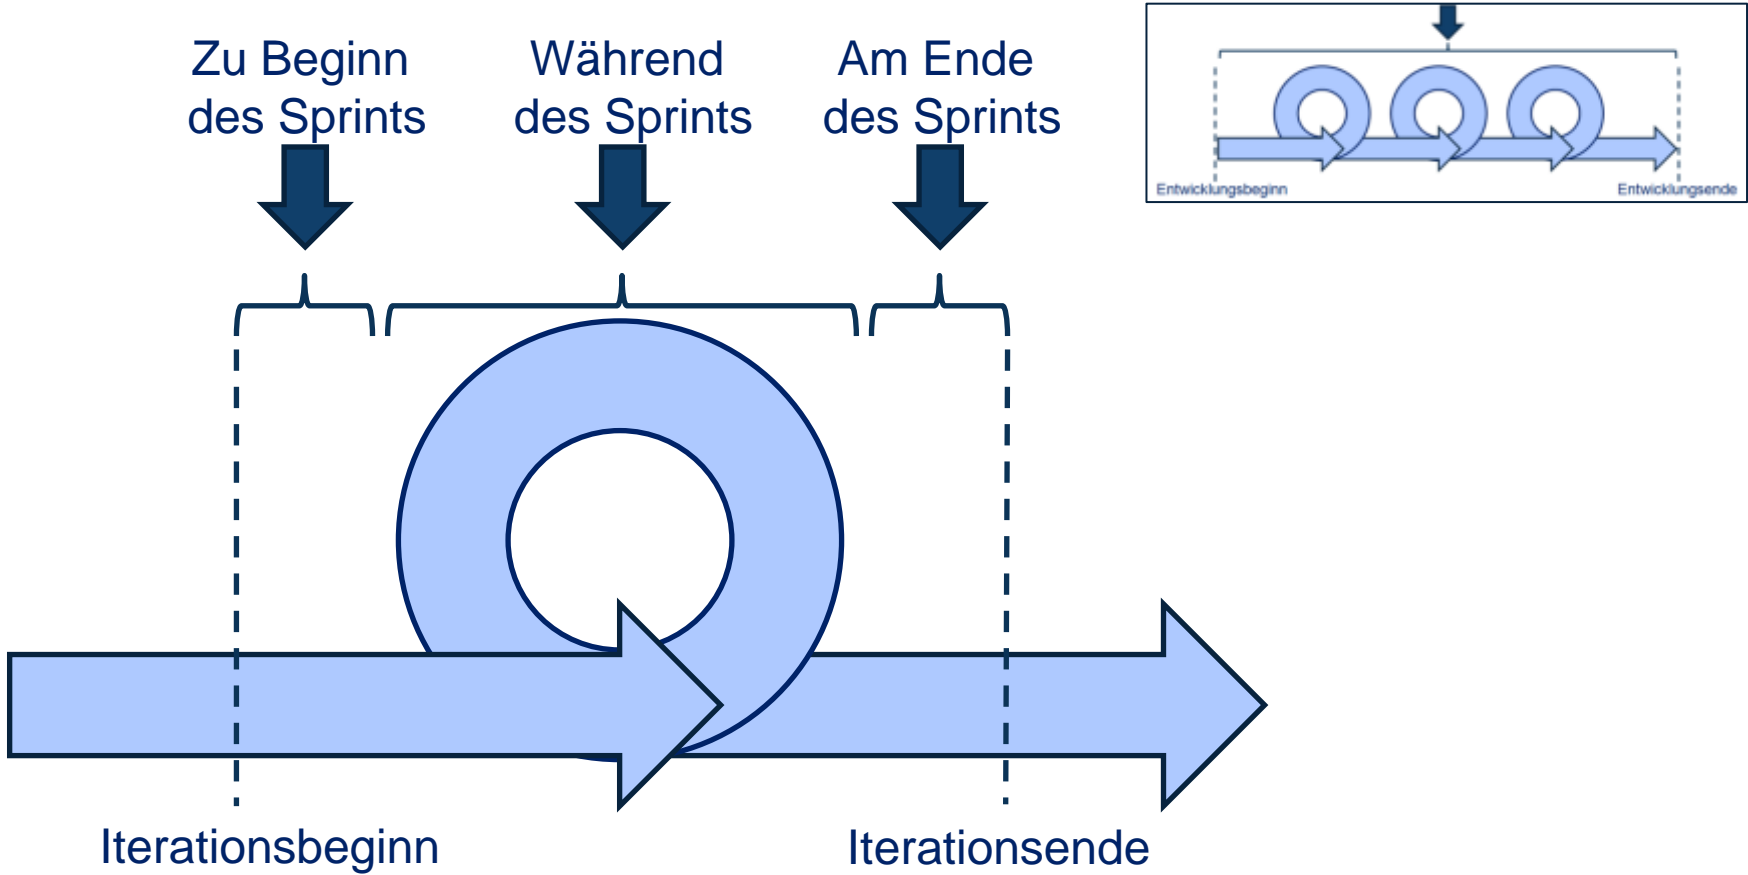 Zu Beginn
des Sprints
Während
des Sprints
Am Ende
des Sprints
Entwicklungsbeginn
Entwicklungsende
Iterationsbeginn
Iterationsende